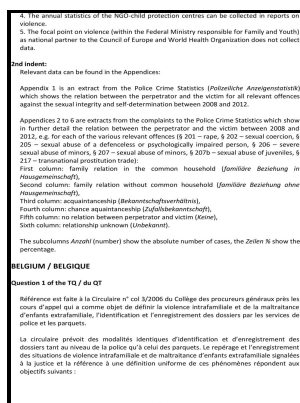 4. The annual statistics of the NGO-child protection centres can be collected in reports on
violence.
5. The focal point on violence (within the Federal Ministry responsible for Family and Youth)
as national partner to the Council of Europe and World Health Organization does not collect
data.
2nd indent:
Relevant data can be found in the Appendices:
Appendix 1 is an extract from the Police Crime Statistics (Polizeiliche Anzeigenstatistik)
which shows the relation between the perpetrator and the victim for all relevant offences
against the sexual integrity and self-determination between 2008 and 2012.
Appendices 2 to 6 are extracts from the complaints to the Police Crime Statistics which show
in further detail the relation between the perpetrator and the victim between 2008 and
2012, e.g. for each of the various relevant offences (§ 201 – rape, § 202 – sexual coercion, §
205 – sexual abuse of a defenceless or psychologically impaired person, § 206 – severe
sexual abuse of minors, § 207 – sexual abuse of minors, § 207b – sexual abuse of juveniles, §
217 – transnational prostitution trade):
First column: family relation in the common household (familiäre Beziehung in
Hausgemeinschaft),
Second column: family relation without common household (familiäre Beziehung ohne
Hausgemeinschaft),
Third column: acquaintanceship (Bekanntschaftsverhältnis),
Fourth column: chance acquaintanceship (Zufallsbekanntschaft),
Fifth column: no relation between perpetrator and victim (Keine),
Sixth column: relationship unknown (Unbekannt).
The subcolumns Anzahl (number) show the absolute number of cases, the Zeilen % show the
percentage.
BELGIUM / BELGIQUE
Question 1 of the TQ / du QT
Référence est faite à la Circulaire n° col 3/2006 du Collège des procureurs généraux près les
cours d'appel qui a comme objet de définir la violence intrafamiliale et de la maltraitance
d'enfants extrafamiliale, l'identification et l'enregistrement des dossiers par les services de
police et les parquets.
La circulaire prévoit des modalités identiques d'identification et d'enregistrement des
dossiers tant au niveau de la police qu'à celui des parquets. Le repérage et l'enregistrement
des situations de violence intrafamiliale et de maltraitance d'enfants extrafamiliale signalées
à la justice et la référence à une définition uniforme de ces phénomènes répondent aux
objectifs suivants :